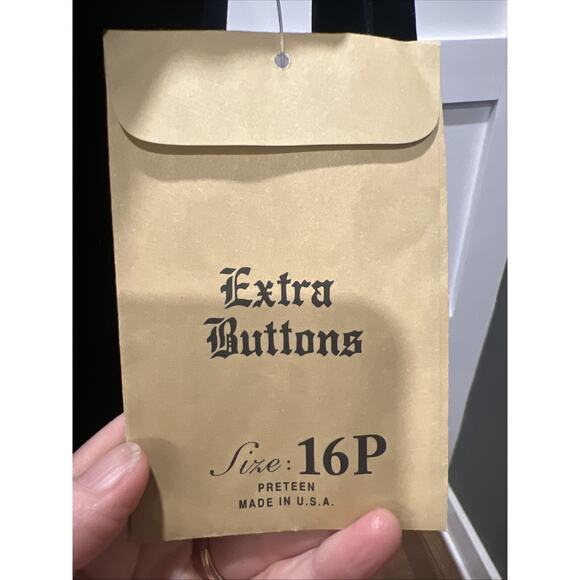 Extra
Buttons
Size: 16P
PRETEEN
MADE IN U.S.A.